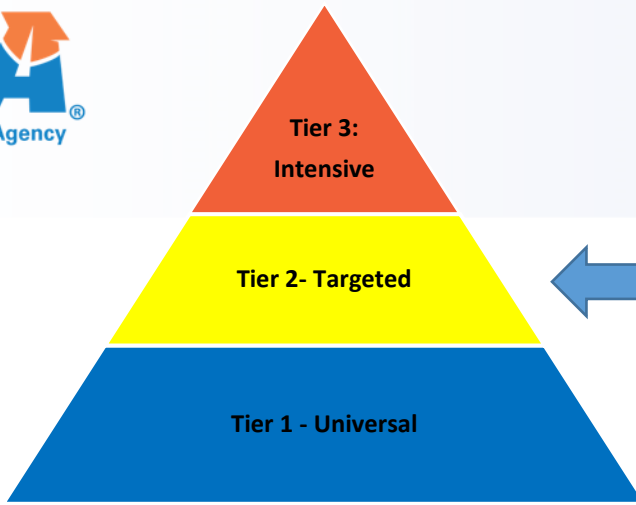 ®
Agency
Tier 3:
Intensive
Tier 2- Targeted
Tier 1 - Universal